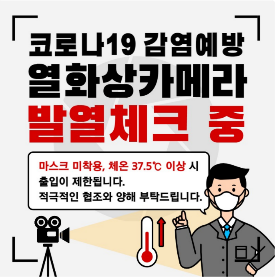 코로나19 감염예방
열화상카메라
발열체크 중
마스크 미착용, 체온 37.5℃ 이상 시
출입이 제한됩니다.
적극적인 협조와 양해 부탁드립니다.